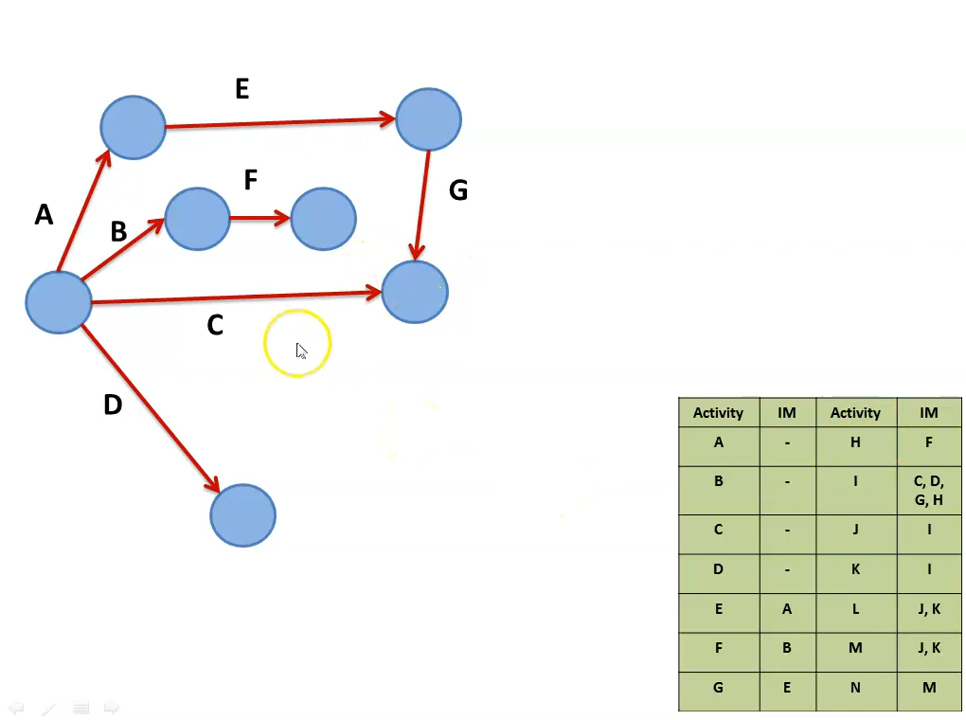 E
F
G
A
B
C
D
Activity IM Activity IM
A - H F
B - I C, D,
G, H
C - J I
D - K I
E A L J, K
F B M J, K
G E N M